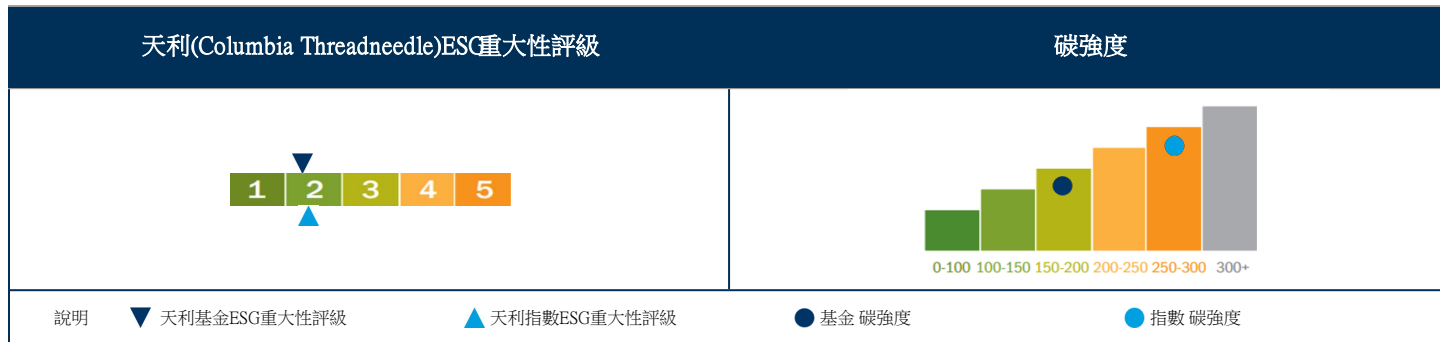 天利(Columbia Threadneedle)ESG重大性評級
碳強度
1 2 3 4 5
0-100 100-150 150-200 200-250 250-300 300+
說明 天利基金ESG重大性評級 天利指數ESG重大性評級 基金 碳強度 指數 碳強度